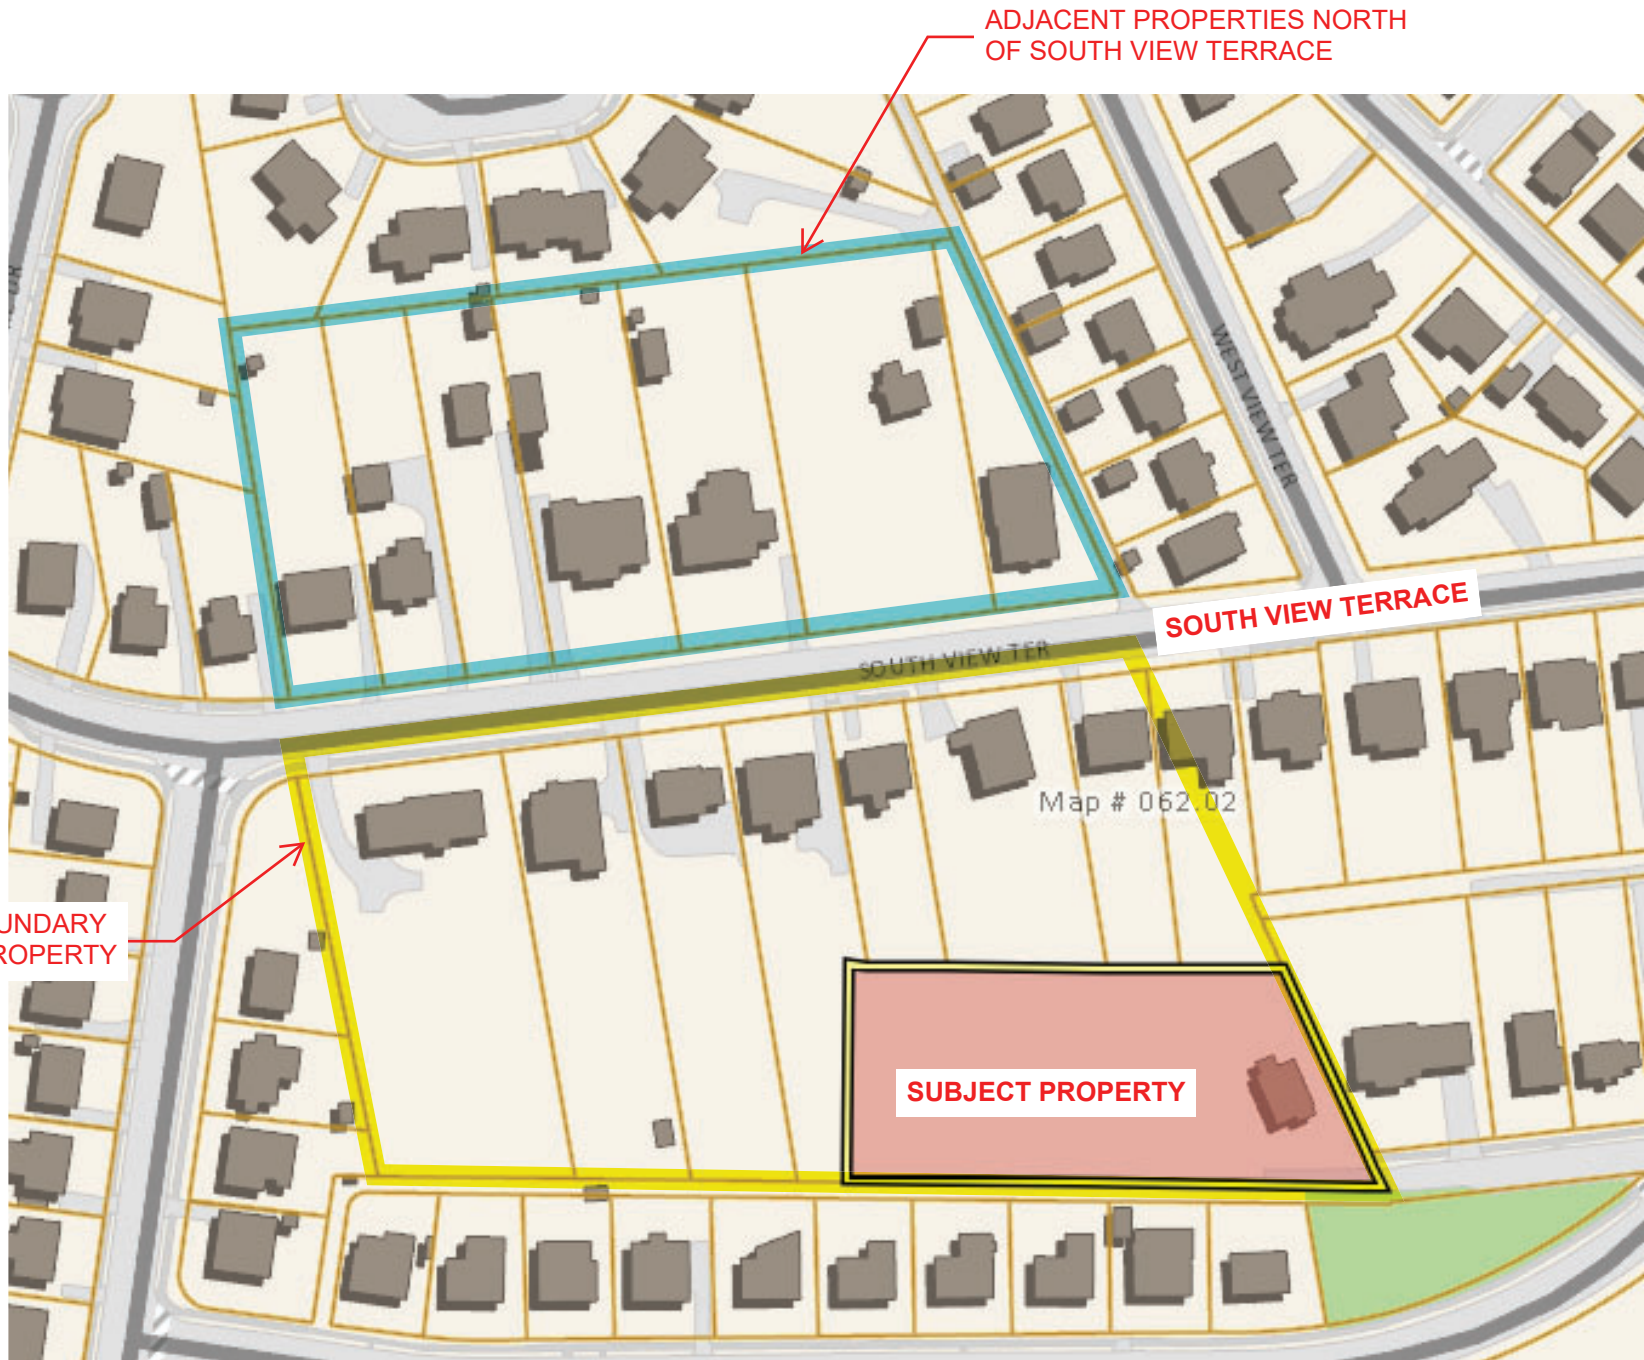 ADJACENT PROPERTIES NORTH
OF SOUTH VIEW TERRACE
DR
WEST VIEW TER
SOUTH VIEW TERRACE
SOUTH VIEW TER
Map # 062.02
UNDARY
ROPERTY
SUBJECT PROPERTY